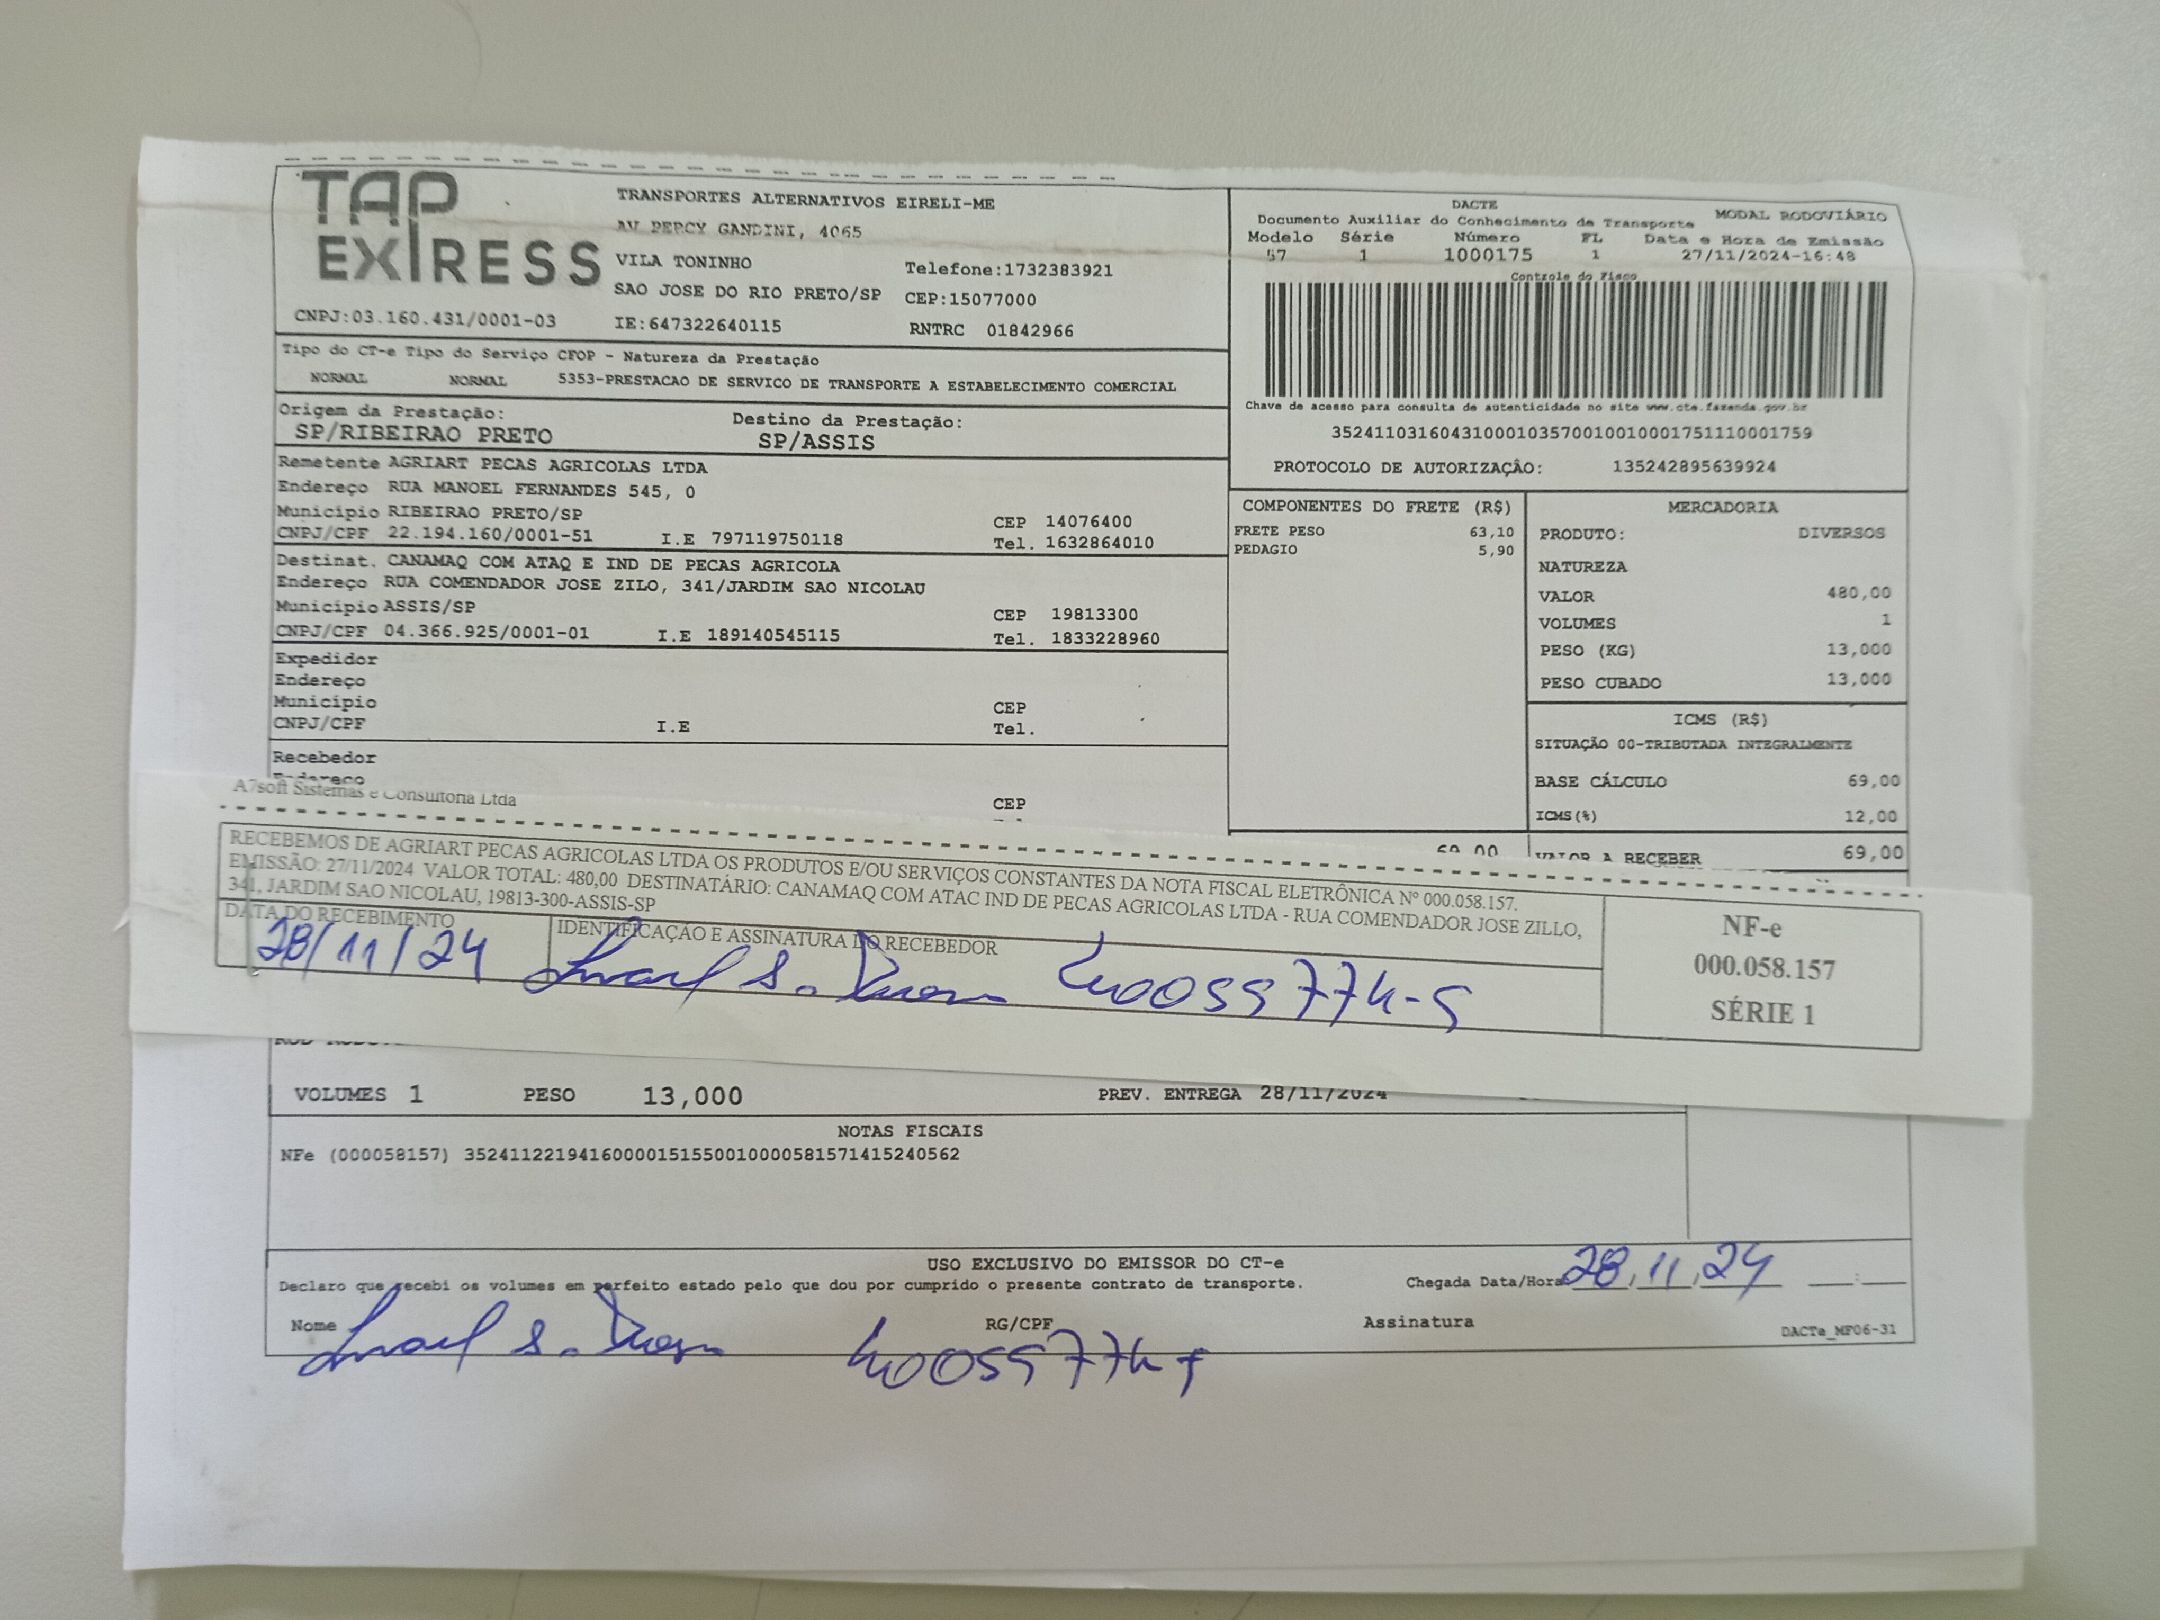 TAP EXPRESS
TRANSPORTES ALTERNATIVOS EIRELI-ME
AV PERCY GANDINI, 4065
VILA TONINHO
Telefone:1732383921
SAO JOSE DO RIO PRETO/SP CEP:15077000
CNPJ:03.160.431/0001-03 IE:647322640115 RNTRC 01842966
DACTE
Documento Auxiliar do Conhecimento de Transporte MODAL RODOVIÁRIO
Modelo Série Número FL Data e Hora de Emissão
57 1 1000175 1 27/11/2024-16:48
Controle do Fisco
Chave de acesso para consulta de autenticidade no site www.cte.fazenda.gov.br
35241103160431000103570010010001751110001759
PROTOCOLO DE AUTORIZAÇÂO: 135242895639924
Tipo do CT-e Tipo do Serviço CFOP - Natureza da Prestação
NORMAL NORMAL 5353-PRESTACAO DE SERVICO DE TRANSPORTE A ESTABELECIMENTO COMERCIAL
Origem da Prestação: Destino da Prestação:
SP/RIBEIRAO PRETO SP/ASSIS
Remetente AGRIART PECAS AGRICOLAS LTDA
Endereço RUA MANOEL FERNANDES 545, 0
Município RIBEIRAO PRETO/SP CEP 14076400
CNPJ/CPF 22.194.160/0001-51 I.E 797119750118 Tel. 1632864010
Destinat. CANAMAQ COM ATAQ E IND DE PECAS AGRICOLA
Endereço RUA COMENDADOR JOSE ZILO, 341/JARDIM SAO NICOLAU
Município ASSIS/SP CEP 19813300
CNPJ/CPF 04.366.925/0001-01 I.E 189140545115 Tel. 1833228960
Expedidor
Endereço
Município CEP
CNPJ/CPF I.E Tel.
Recebedor
Endereço
CEP
COMPONENTES DO FRETE (R$)
FRETE PESO 63,10
PEDAGIO 5,90
MERCADORIA
PRODUTO: DIVERSOS
NATUREZA
VALOR 480,00
VOLUMES 1
PESO (KG) 13,000
PESO CUBADO 13,000
ICMS (R$)
SITUAÇÃO 00-TRIBUTADA INTEGRALMENTE
BASE CÁLCULO 69,00
ICMS(%) 12,00
69,00 VALOR A RECEBER 69,00
A7soft Sistemas e Consultoria Ltda
RECEBEMOS DE AGRIART PECAS AGRICOLAS LTDA OS PRODUTOS E/OU SERVIÇOS CONSTANTES DA NOTA FISCAL ELETRÔNICA Nº 000.058.157.
EMISSÃO: 27/11/2024 VALOR TOTAL: 480,00 DESTINATÁRIO: CANAMAQ COM ATAC IND DE PECAS AGRICOLAS LTDA - RUA COMENDADOR JOSE ZILLO,
341, JARDIM SAO NICOLAU, 19813-300-ASSIS-SP
DATA DO RECEBIMENTO IDENTIFICAÇÃO E ASSINATURA DO RECEBEDOR
28/11/24
NF-e
000.058.157
SÉRIE 1
VOLUMES 1 PESO 13,000 PREV. ENTREGA 28/11/2024
NOTAS FISCAIS
NFe (000058157) 35241122194160000151550010000581571415240562
USO EXCLUSIVO DO EMISSOR DO CT-e
Declaro que recebi os volumes em perfeito estado pelo que dou por cumprido o presente contrato de transporte. Chegada Data/Hora 28.11.24
Nome RG/CPF Assinatura DACTe_MF06-31